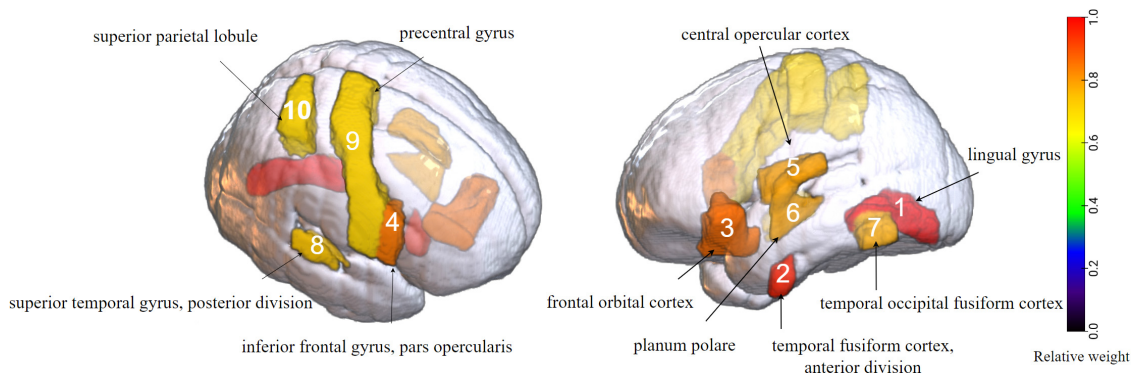 superior parietal lobule
precentral gyrus
10
9
4
8
superior temporal gyrus, posterior division
inferior frontal gyrus, pars opercularis
central opercular cortex
lingual gyrus
5
6
3
1
7
2
frontal orbital cortex
temporal occipital fusiform cortex
planum polare
temporal fusiform cortex,
anterior division
1.0
0.8
0.6
0.4
0.2
0.0
Relative weight